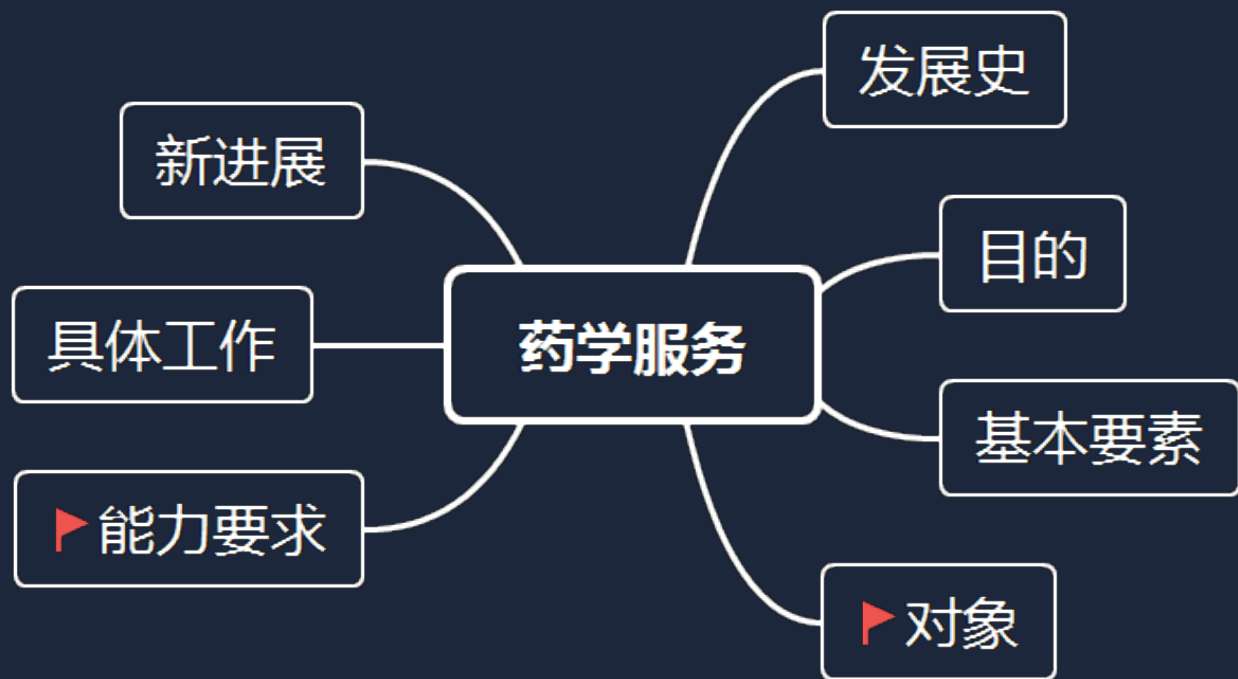 发展史
新进展
目的
具体工作
药学服务
基本要素
能力要求
对象